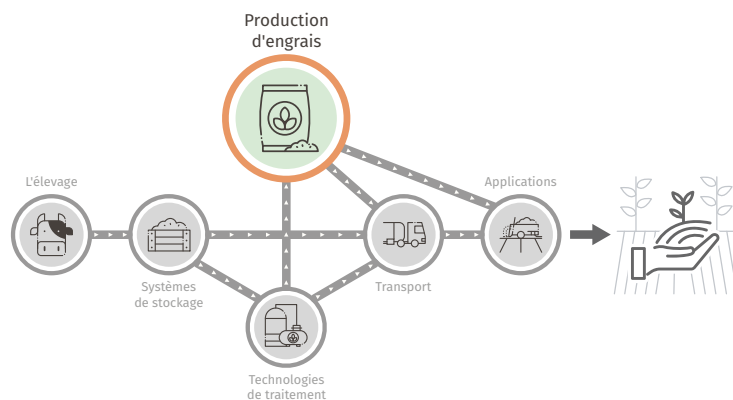 Production
d'engrais
L'élevage
Applications
Systèmes
de stockage
Transport
Technologies
de traitement